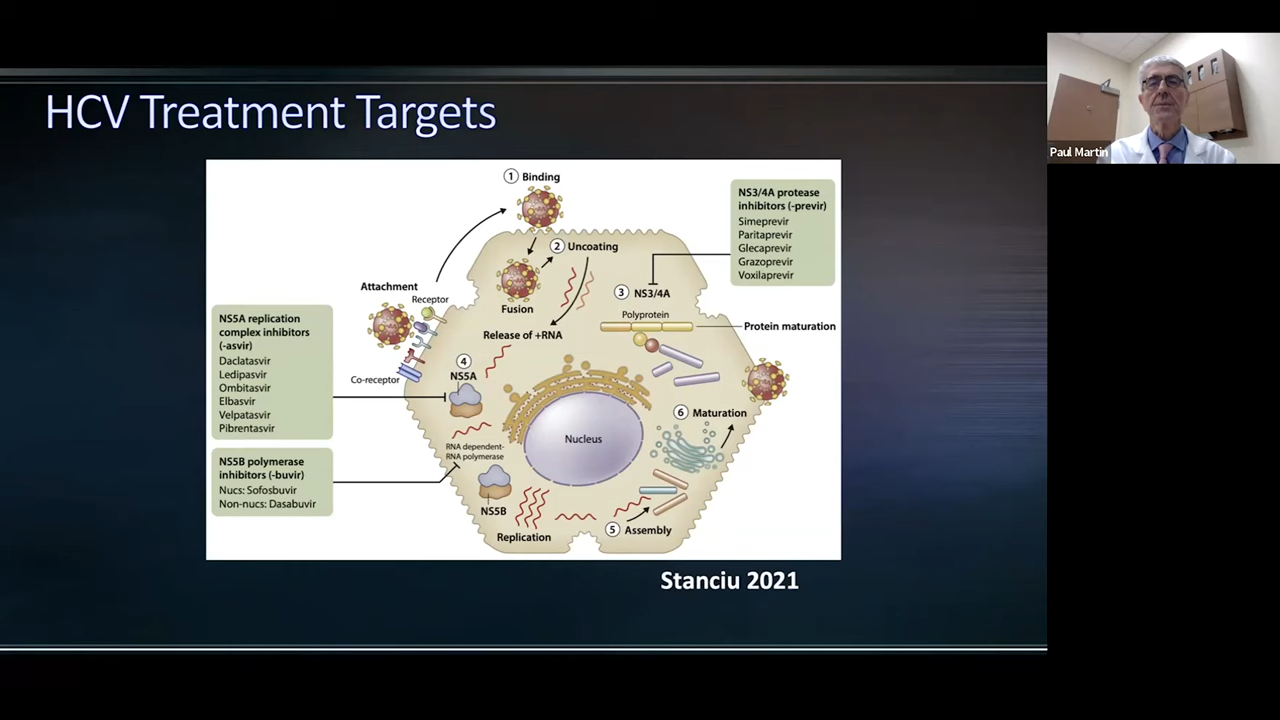 HCV Treatment Targets
Paul Martin
1 Binding
2 Uncoating
Fusion
Release of +RNA
Attachment
Receptor
Co-receptor
NS3/4A protease
inhibitors (-previr)
Simeprevir
Paritaprevir
Glecaprevir
Grazoprevir
Voxilaprevir
3 NS3/4A
Polyprotein
Protein maturation
NS5A replication
complex inhibitors
(-asvir)
Daclatasvir
Ledipasvir
Ombitasvir
Elbasvir
Velpatasvir
Pibrentasvir
4
NS5A
RNA dependent-
RNA polymerase
NS5B polymerase
inhibitors (-buvir)
Nucs: Sofosbuvir
Non-nucs: Dasabuvir
NS5B
Replication
Nucleus
5 Assembly
6 Maturation
Stanciu 2021